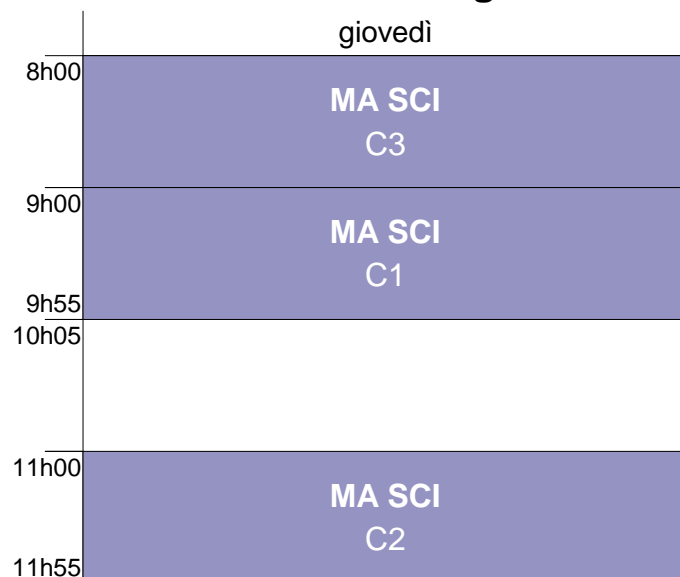 giovedì
8h00
MA SCI
C3
9h00
MA SCI
C1
9h55
10h05
11h00
MA SCI
C2
11h55